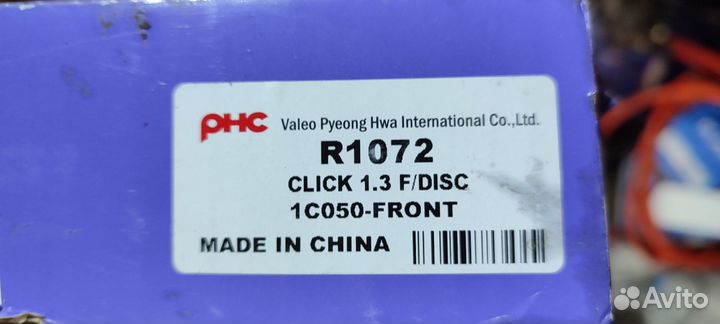 PHC Valeo Pyeong Hwa International Co.,Ltd.
R1072
CLICK 1.3 F/DISC
1C050-FRONT
MADE IN CHINA
Avito